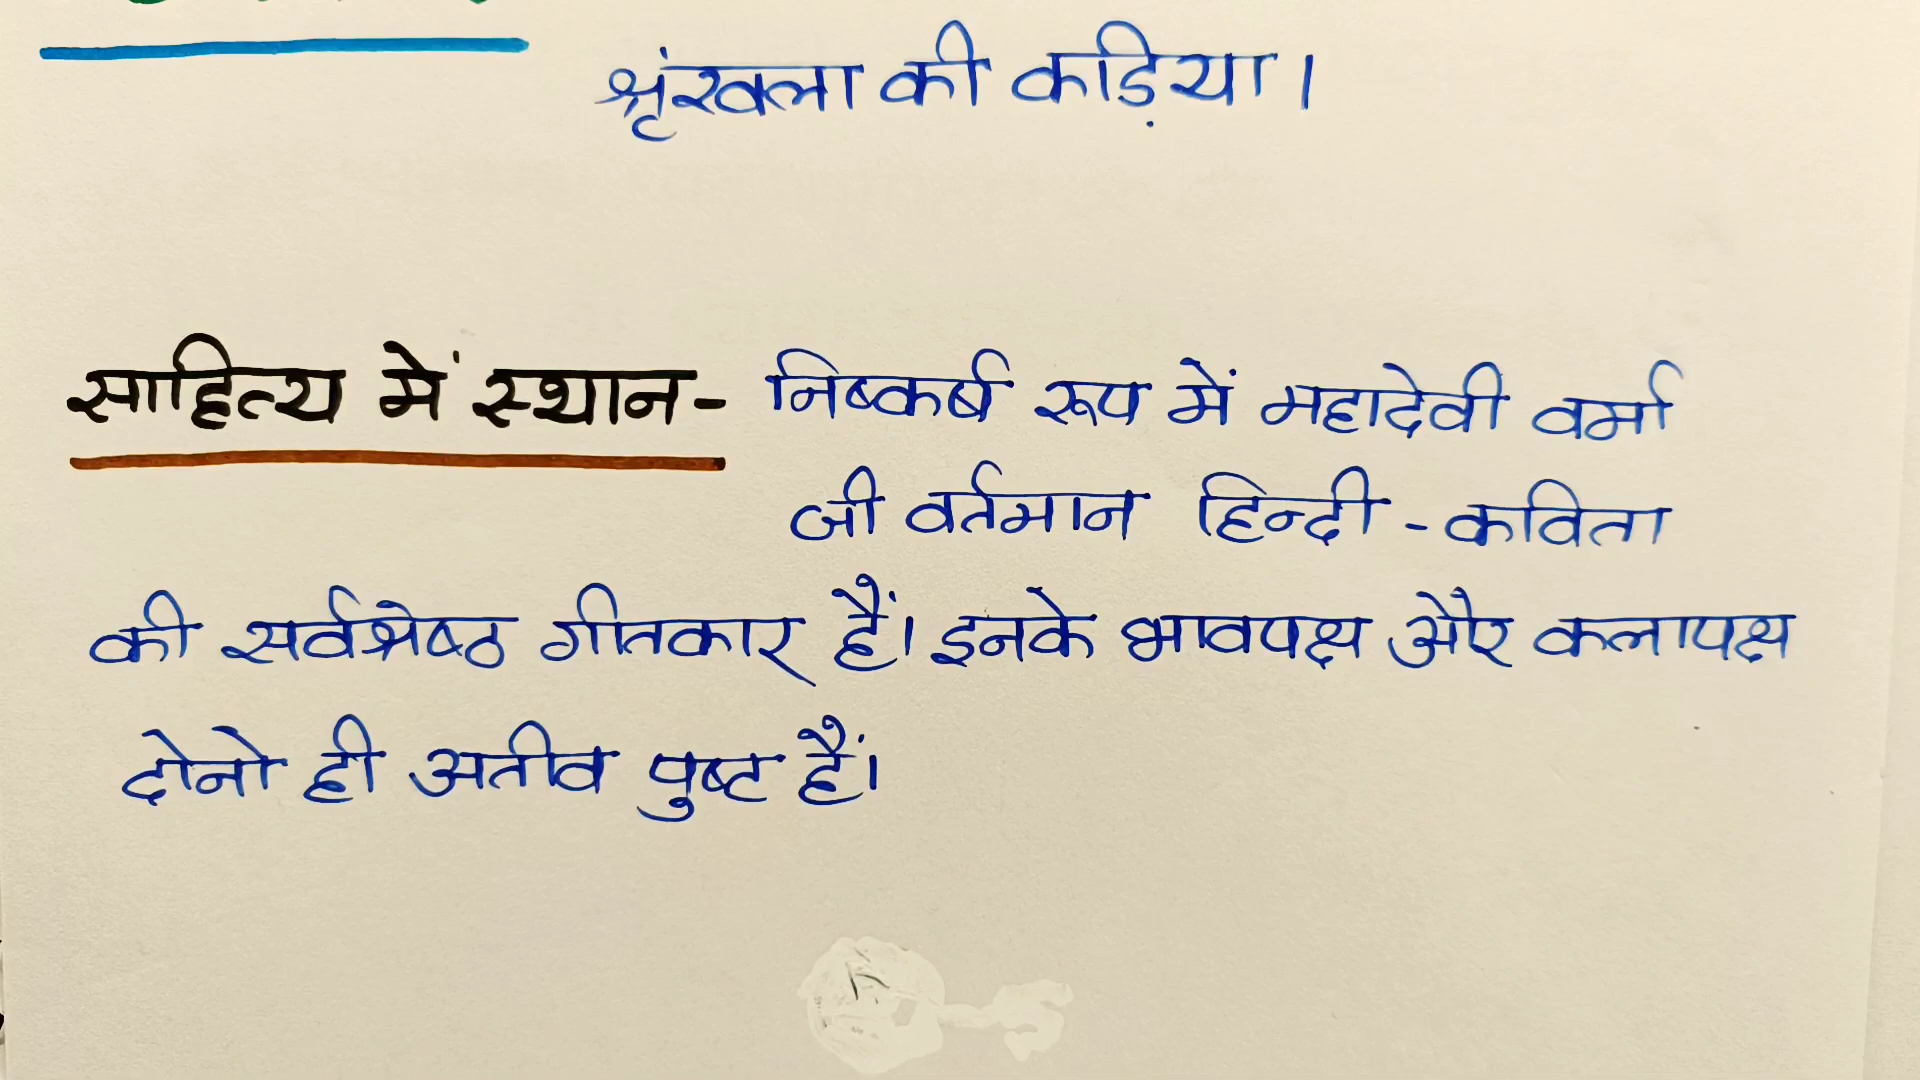 श्रृंखला की कड़िया।
साहित्य में स्थान- निष्कर्ष रूप में महादेवी वर्मा
जी वर्तमान हिन्दी - कविता
की सर्वश्रेष्ठ गीतकार हैं। इनके भावपक्ष और कलापक्ष
दोनो ही अतीव पुष्ट हैं।